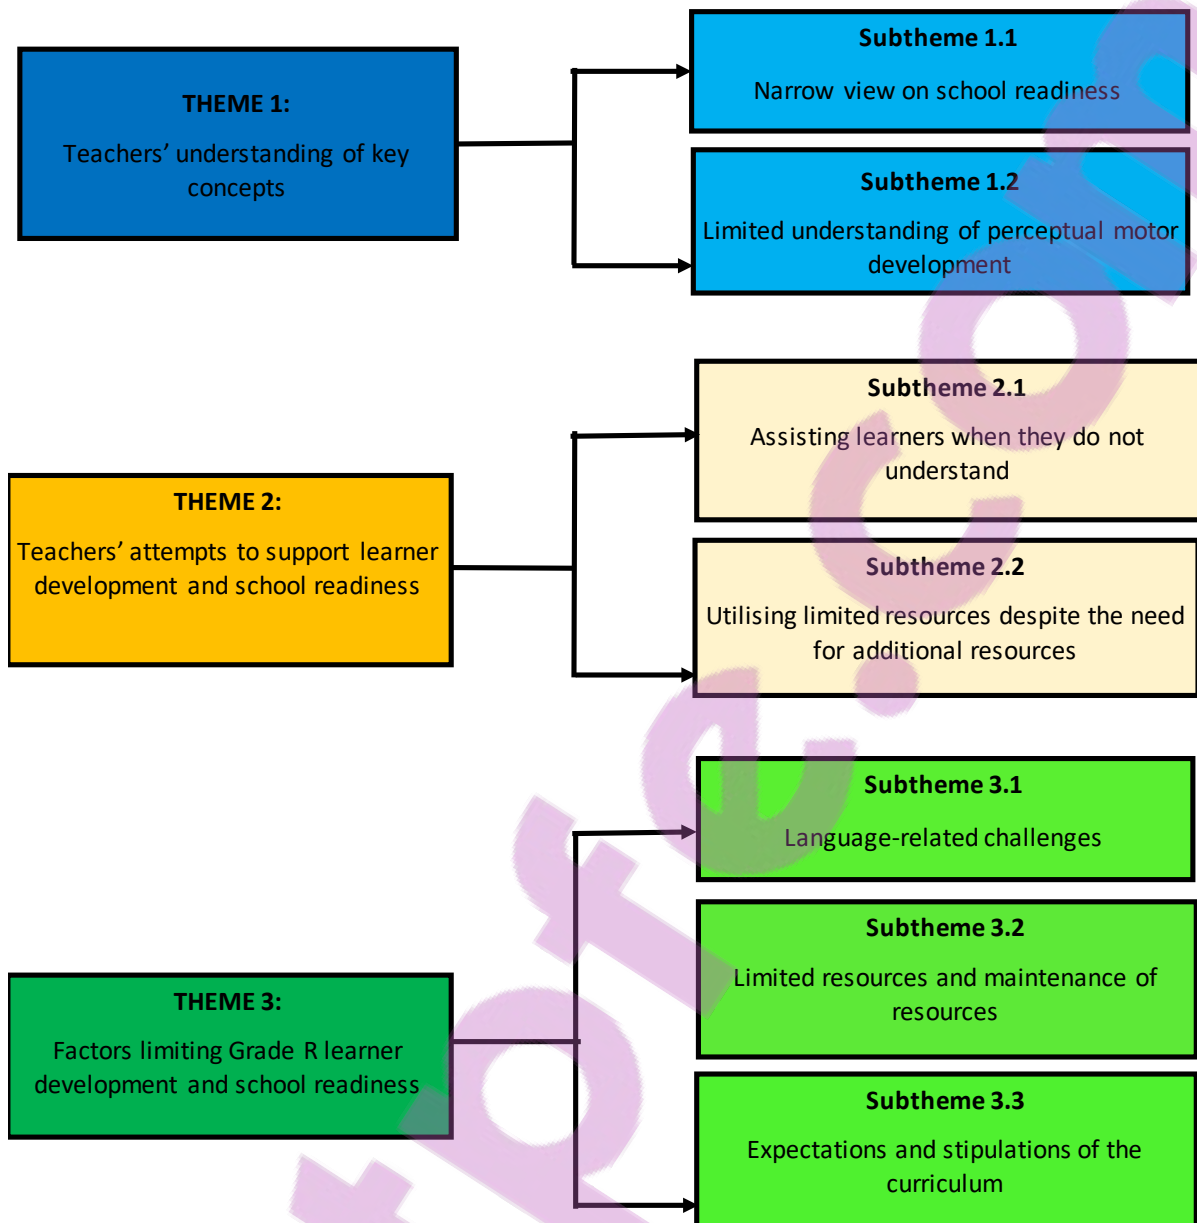 THEME 1:
Teachers’ understanding of key
concepts
Subtheme 1.1
Narrow view on school readiness
Subtheme 1.2
Limited understanding of perceptual motor
development
THEME 2:
Teachers’ attempts to support learner
development and school readiness
Subtheme 2.1
Assisting learners when they do not
understand
Subtheme 2.2
Utilising limited resources despite the need
for additional resources
THEME 3:
Factors limiting Grade R learner
development and school readiness
Subtheme 3.1
Language-related challenges
Subtheme 3.2
Limited resources and maintenance of
resources
Subtheme 3.3
Expectations and stipulations of the
curriculum